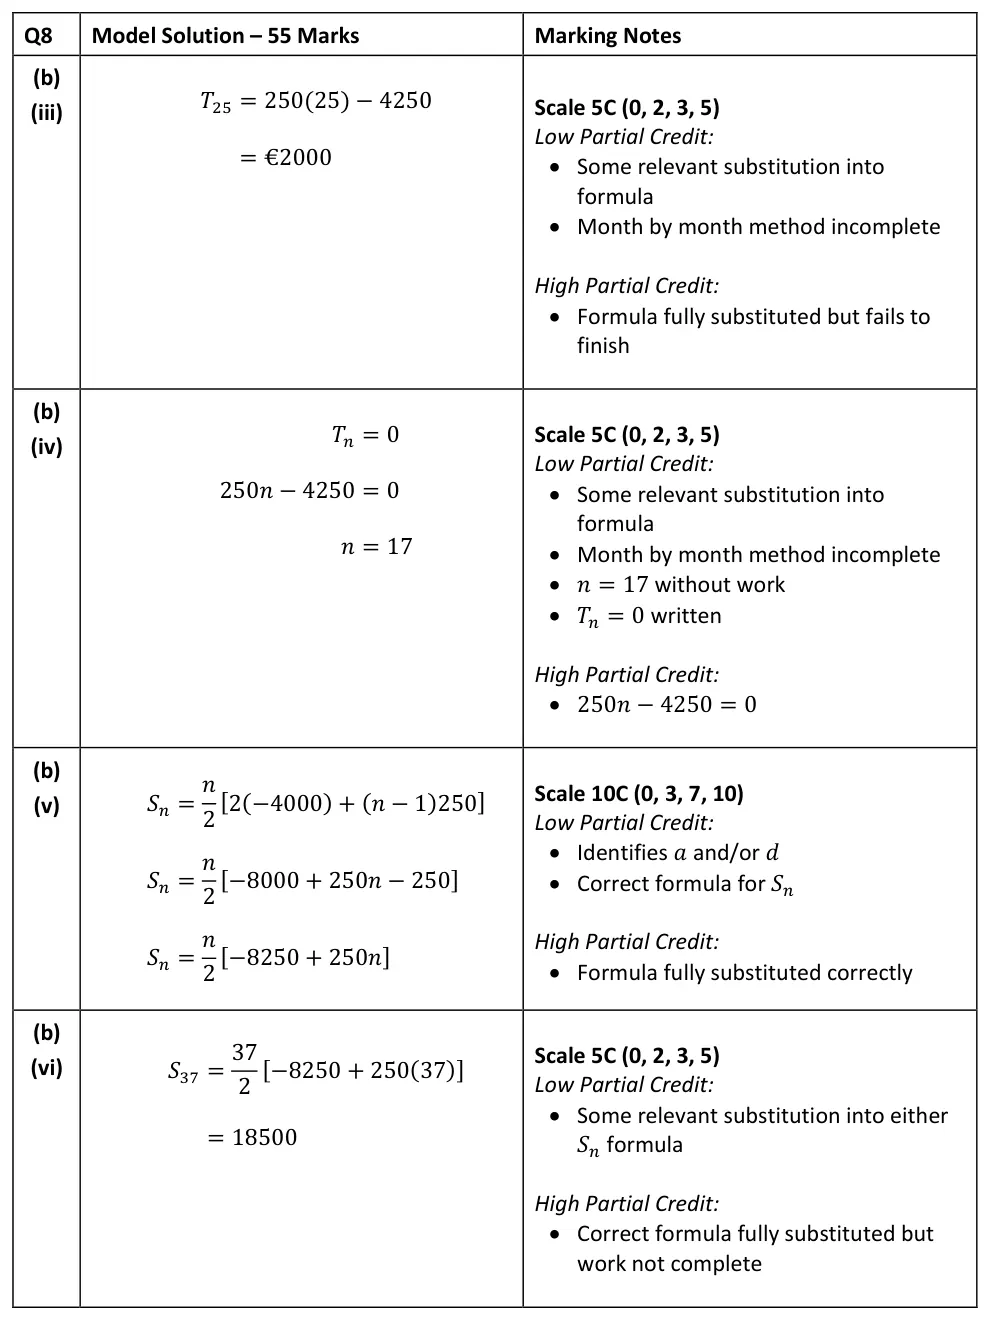 Q8 Model Solution – 55 Marks Marking Notes
(b)
(iii)
T₂₅ = 250(25) − 4250
= €2000
Scale 5C (0, 2, 3, 5)
Low Partial Credit:
• Some relevant substitution into
formula
• Month by month method incomplete
High Partial Credit:
• Formula fully substituted but fails to
finish
(b)
(iv)
Tₙ = 0
250n − 4250 = 0
n = 17
Scale 5C (0, 2, 3, 5)
Low Partial Credit:
• Some relevant substitution into
formula
• Month by month method incomplete
• n = 17 without work
• Tₙ = 0 written
High Partial Credit:
• 250n − 4250 = 0
(b)
(v)
Sₙ = n/2 [2(−4000) + (n − 1)250]
Sₙ = n/2 [−8000 + 250n − 250]
Sₙ = n/2 [−8250 + 250n]
Scale 10C (0, 3, 7, 10)
Low Partial Credit:
• Identifies a and/or d
• Correct formula for Sₙ
High Partial Credit:
• Formula fully substituted correctly
(b)
(vi)
S₃₇ = 37/2 [−8250 + 250(37)]
= 18500
Scale 5C (0, 2, 3, 5)
Low Partial Credit:
• Some relevant substitution into either
Sₙ formula
High Partial Credit:
• Correct formula fully substituted but
work not complete